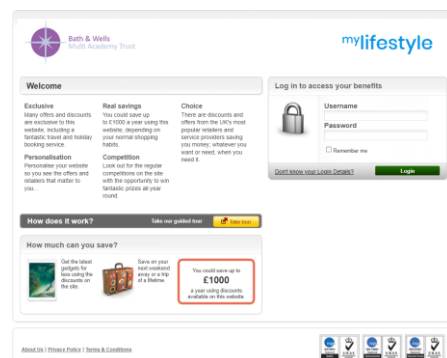 Bath & Wells
Multi Academy Trust
mylifestyle
Welcome
Exclusive
Many offers and discounts
are exclusive to this
website, including a
fantastic travel and holiday
booking service.
Real savings
You could save up
to £1000 a year using this
website, depending on
your normal shopping
habits.
Choice
There are discounts and
offers from the UK's most
popular retailers and
service providers saving
you money, whatever you
want or need, when you
need it.
Personalisation
Personalise your website
so you see the offers and
retailers that matter to
you...
Competition
Look out for the regular
competitions on the site
with the opportunity to win
fantastic prizes all year
round.
Log in to access your benefits
Username
Password
Remember me
Don't know your Login Details?
Login
How does it work?
Take our guided tour
Take tour
How much can you save?
Get the latest
gadgets for
less using the
discounts on
the site.
Save on your
next weekend
away or a trip
of a lifetime.
You could save up to
£1000
a year using discounts
available on this website
About Us | Privacy Policy | Terms & Conditions